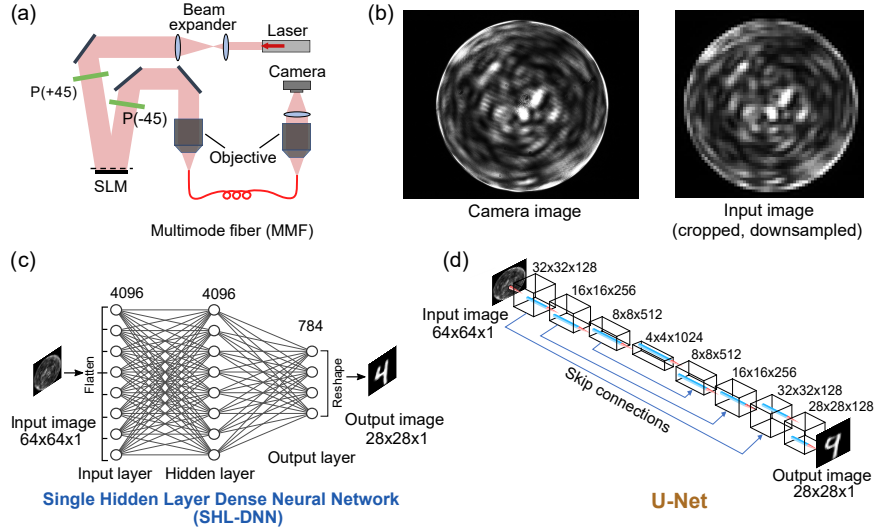 (a)
Beam
expander
Laser
Camera
P(+45)
P(-45)
Objective
SLM
Multimode fiber (MMF)
(b)
Camera image
Input image
(cropped, downsampled)
(c)
4096
4096
784
Flatten
Reshape
Input image
64x64x1
Output image
28x28x1
Input layer
Hidden layer
Output layer
Single Hidden Layer Dense Neural Network
(SHL-DNN)
(d)
32x32x128
16x16x256
8x8x512
4x4x1024
8x8x512
16x16x256
32x32x128
28x28x128
Input image
64x64x1
Skip connections
Output image
28x28x1
U-Net
4
4